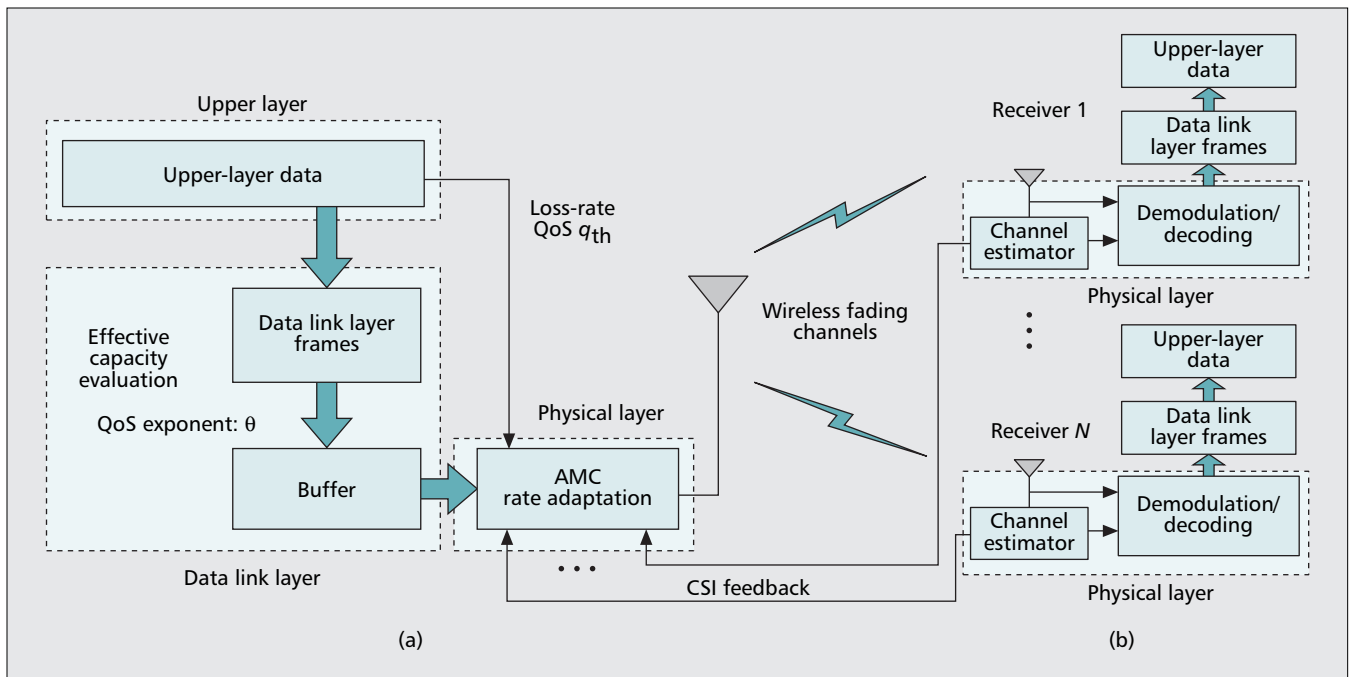 Upper layer
Upper-layer data
Loss-rate
QoS qth
Data link layer
frames
Effective
capacity
evaluation
QoS exponent: θ
Buffer
Data link layer
Physical layer
AMC
rate adaptation
• • •
CSI feedback
Wireless fading
channels
(a)
Receiver 1
Upper-layer
data
Data link
layer frames
Channel
estimator
Demodulation/
decoding
Physical layer
Receiver N
Upper-layer
data
Data link
layer frames
Channel
estimator
Demodulation/
decoding
Physical layer
(b)